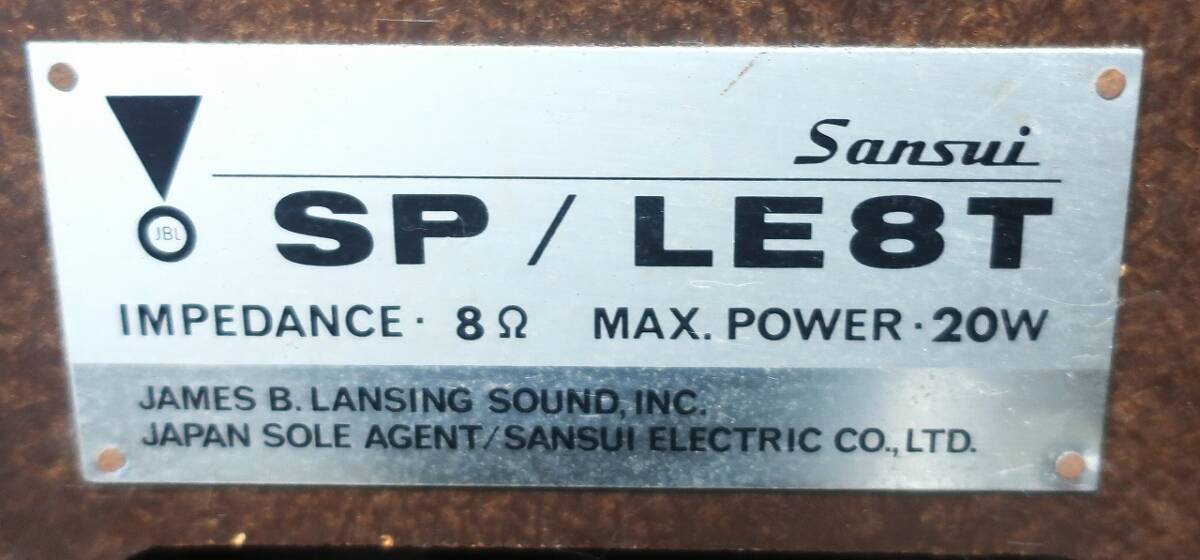 Sansui
JBL
SP / LE8T
IMPEDANCE · 8Ω MAX. POWER · 20W
JAMES B. LANSING SOUND, INC.
JAPAN SOLE AGENT/SANSUI ELECTRIC CO., LTD.